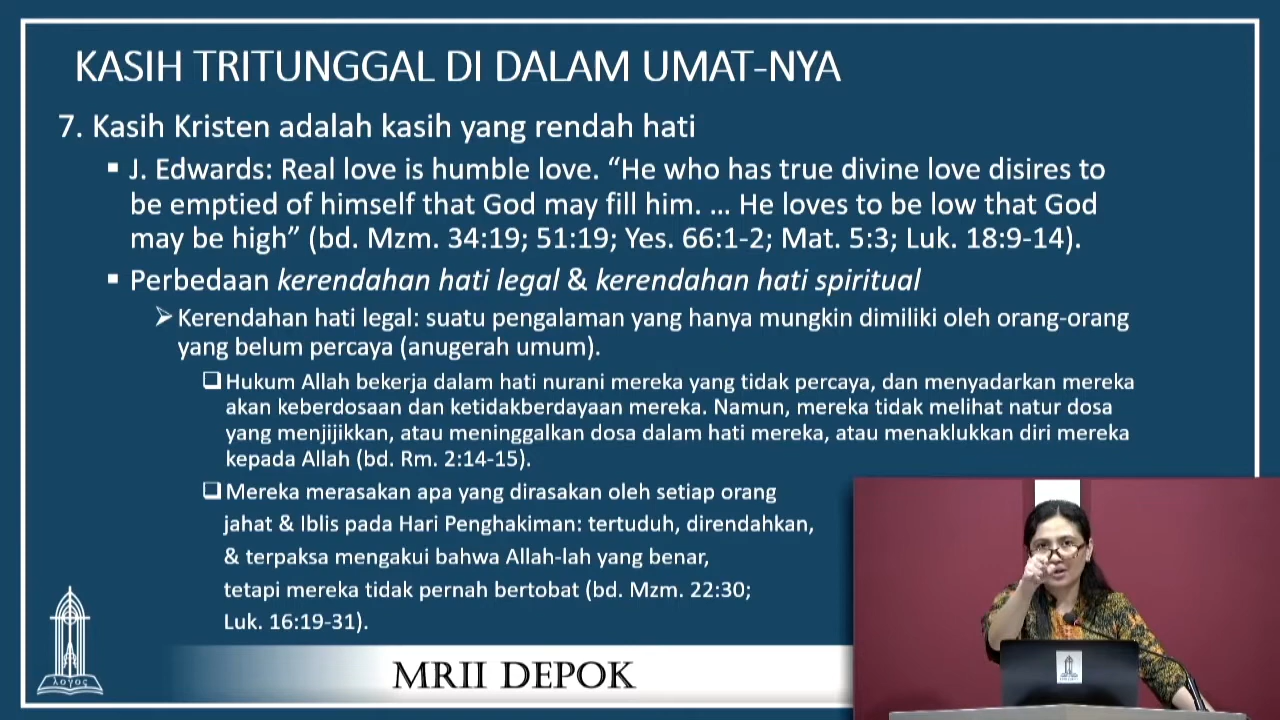 KASIH TRITUNGGAL DI DALAM UMAT-NYA
7. Kasih Kristen adalah kasih yang rendah hati
▪ J. Edwards: Real love is humble love. “He who has true divine love disires to
be emptied of himself that God may fill him. … He loves to be low that God
may be high” (bd. Mzm. 34:19; 51:19; Yes. 66:1-2; Mat. 5:3; Luk. 18:9-14).
▪ Perbedaan kerendahan hati legal & kerendahan hati spiritual
➢ Kerendahan hati legal: suatu pengalaman yang hanya mungkin dimiliki oleh orang-orang
yang belum percaya (anugerah umum).
❑ Hukum Allah bekerja dalam hati nurani mereka yang tidak percaya, dan menyadarkan mereka
akan keberdosaan dan ketidakberdayaan mereka. Namun, mereka tidak melihat natur dosa
yang menjijikkan, atau meninggalkan dosa dalam hati mereka, atau menaklukkan diri mereka
kepada Allah (bd. Rm. 2:14-15).
❑ Mereka merasakan apa yang dirasakan oleh setiap orang
jahat & Iblis pada Hari Penghakiman: tertuduh, direndahkan,
& terpaksa mengakui bahwa Allah-lah yang benar,
tetapi mereka tidak pernah bertobat (bd. Mzm. 22:30;
Luk. 16:19-31).
λογος
MRII DEPOK